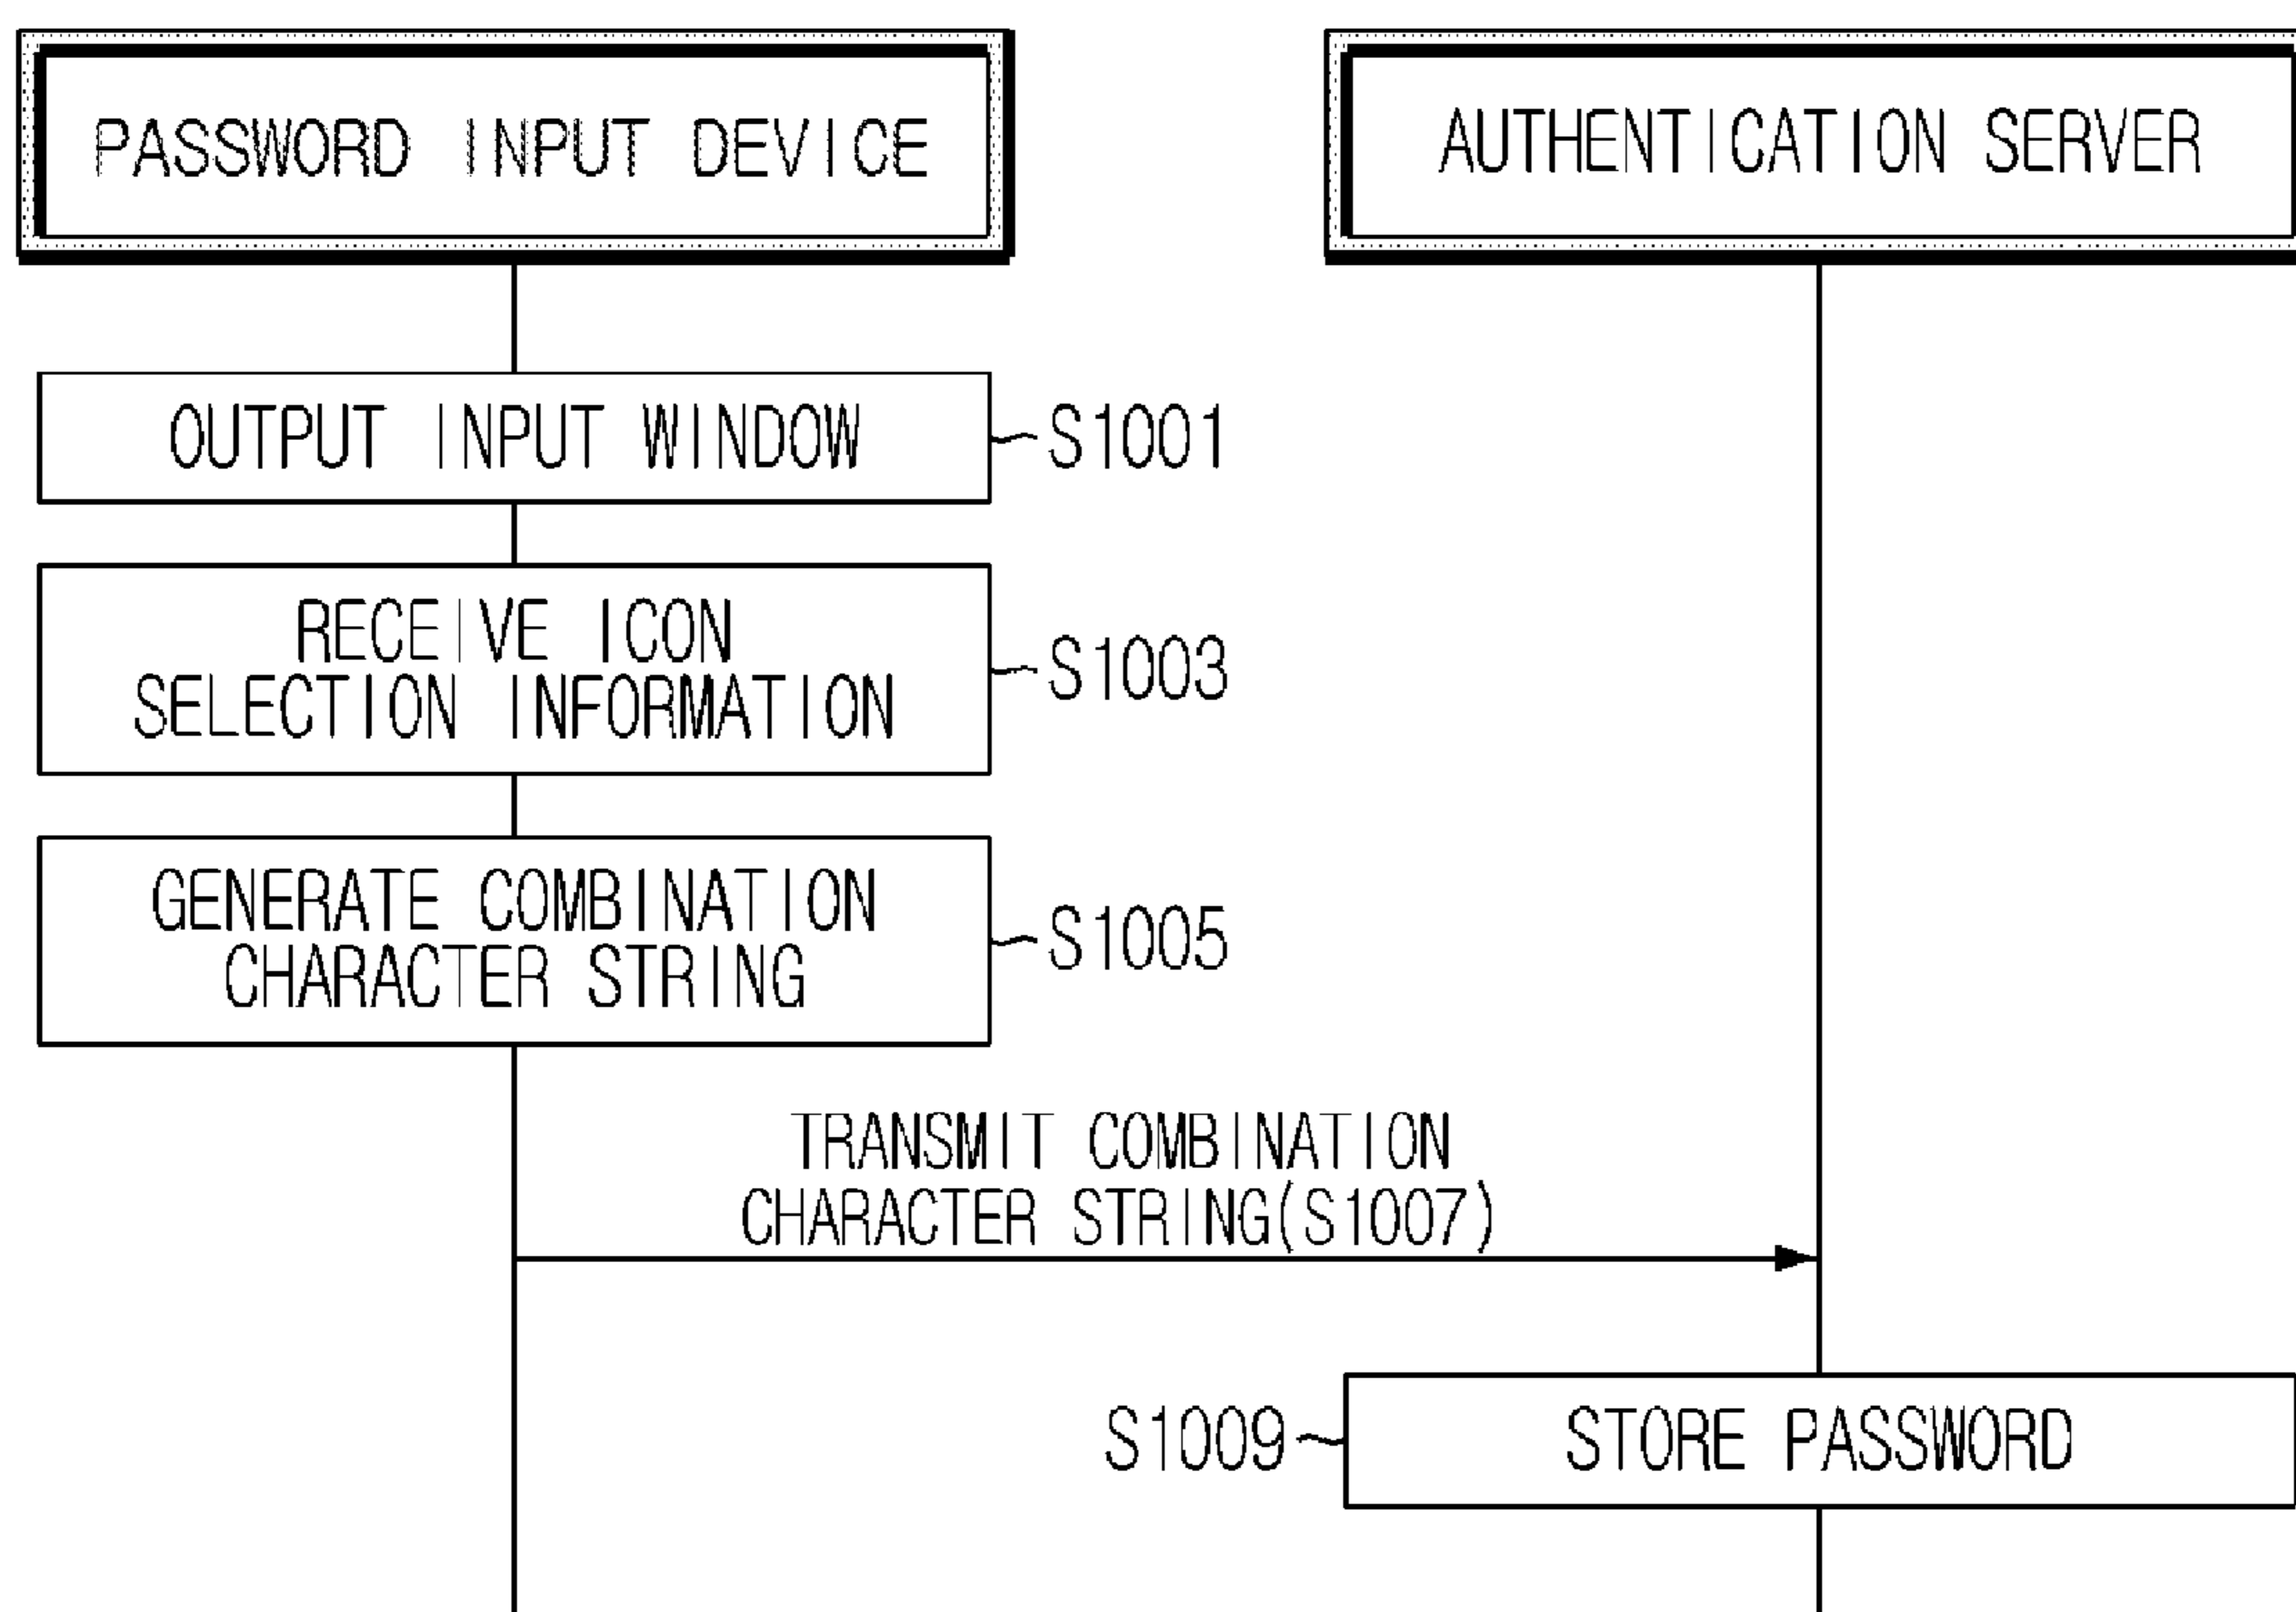 PASSWORD INPUT DEVICE
AUTHENTICATION SERVER
OUTPUT INPUT WINDOW
S1001
RECEIVE ICON
SELECTION INFORMATION
S1003
GENERATE COMBINATION
CHARACTER STRING
S1005
TRANSMIT COMBINATION
CHARACTER STRING(S1007)
S1009
STORE PASSWORD